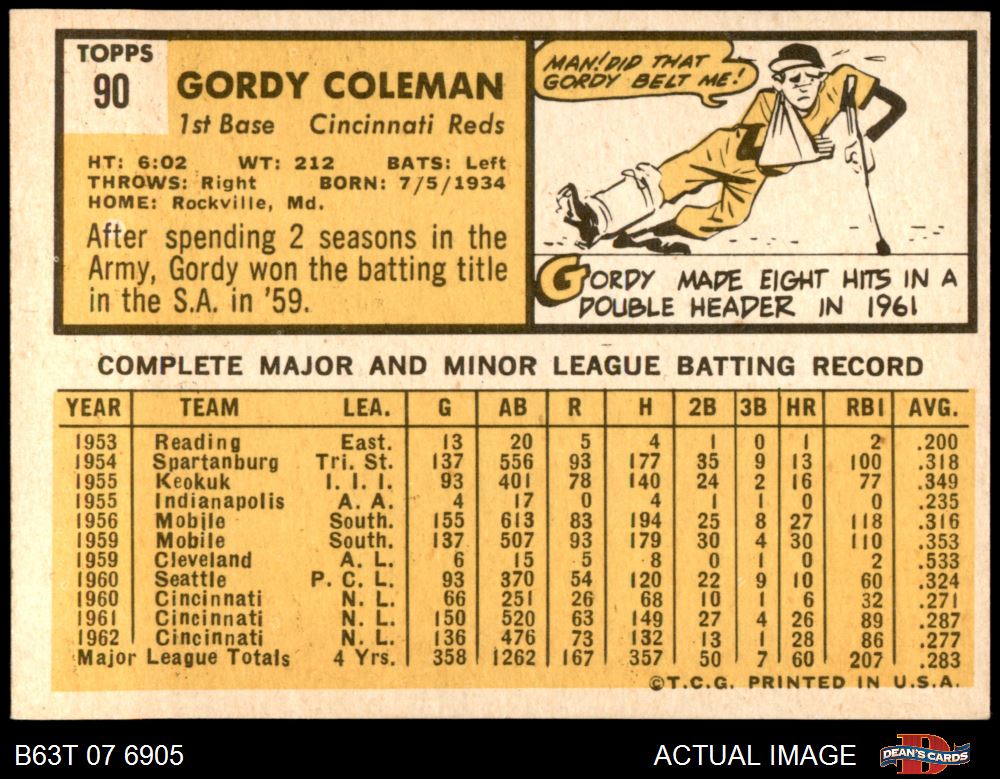 TOPPS
90
GORDY COLEMAN
1st Base Cincinnati Reds
HT: 6:02 WT: 212 BATS: Left
THROWS: Right BORN: 7/5/1934
HOME: Rockville, Md.
After spending 2 seasons in the
Army, Gordy won the batting title
in the S.A. in '59.
MAN! DID THAT
GORDY BELT ME!
GORDY MADE EIGHT HITS IN A
DOUBLE HEADER IN 1961
COMPLETE MAJOR AND MINOR LEAGUE BATTING RECORD
YEAR TEAM LEA. G AB R H 2B 3B HR RBI AVG.
1953 Reading East. 13 20 5 4 1 0 1 2 .200
1954 Spartanburg Tri. St. 137 556 93 177 35 9 13 100 .318
1955 Keokuk I. I. I. 93 401 78 140 24 2 16 77 .349
1955 Indianapolis A. A. 4 17 0 4 1 1 0 0 .235
1956 Mobile South. 155 613 83 194 25 8 27 118 .316
1959 Mobile South. 137 507 93 179 30 4 30 110 .353
1959 Cleveland A. L. 6 15 5 8 0 1 0 2 .533
1960 Seattle P. C. L. 93 370 54 120 22 9 10 60 .324
1960 Cincinnati N. L. 66 251 26 68 10 1 6 32 .271
1961 Cincinnati N. L. 150 520 63 149 27 4 26 89 .287
1962 Cincinnati N. L. 136 476 73 132 13 1 28 86 .277
Major League Totals 4 Yrs. 358 1262 167 357 50 7 60 207 .283
©T.C.G. PRINTED IN U.S.A.
B63T 07 6905 ACTUAL IMAGE DEAN'S CARDS